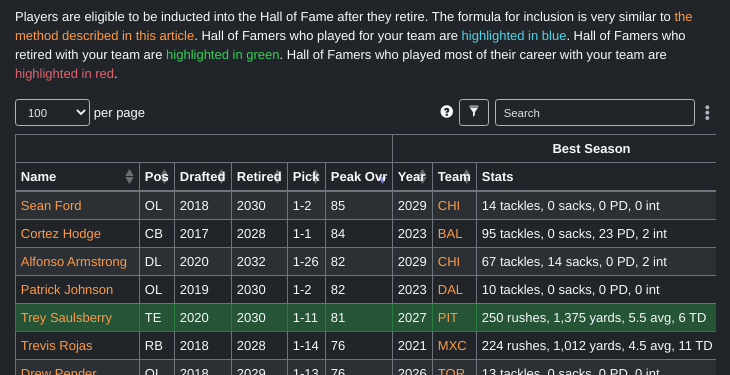 Players are eligible to be inducted into the Hall of Fame after they retire. The formula for inclusion is very similar to the
method described in this article. Hall of Famers who played for your team are highlighted in blue. Hall of Famers who
retired with your team are highlighted in green. Hall of Famers who played most of their career with your team are
highlighted in red.
100 per page ? Search
Best Season
Name Pos Drafted Retired Pick Peak Ovr Year Team Stats
Sean Ford OL 2018 2030 1-2 85 2029 CHI 14 tackles, 0 sacks, 0 PD, 0 int
Cortez Hodge CB 2017 2028 1-1 84 2023 BAL 95 tackles, 0 sacks, 23 PD, 2 int
Alfonso Armstrong DL 2020 2032 1-26 82 2029 CHI 67 tackles, 14 sacks, 0 PD, 2 int
Patrick Johnson OL 2019 2030 1-2 82 2023 DAL 10 tackles, 0 sacks, 0 PD, 0 int
Trey Saulsberry TE 2020 2030 1-11 81 2027 PIT 250 rushes, 1,375 yards, 5.5 avg, 6 TD
Trevis Rojas RB 2018 2028 1-14 76 2021 MXC 224 rushes, 1,012 yards, 4.5 avg, 11 TD
Drew Pender OL 2018 2029 1-13 76 2026 TOR 13 tackles, 0 sacks, 0 PD, 0 int